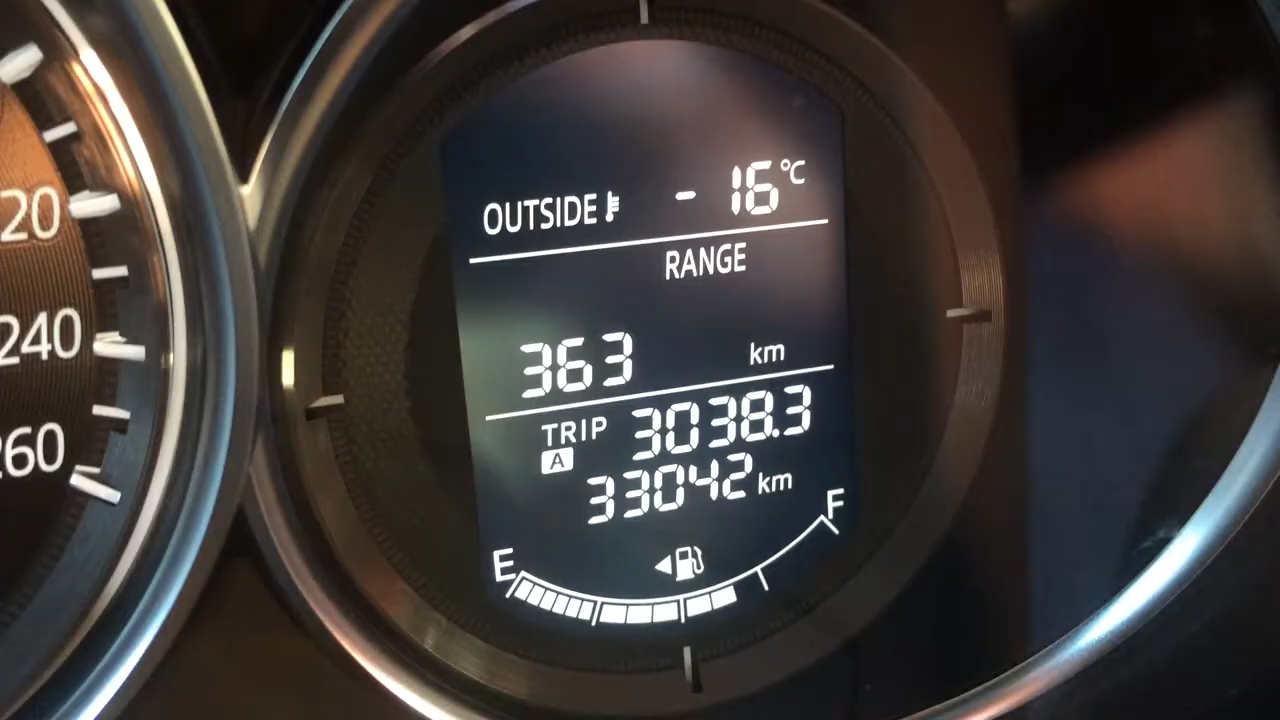 20
240
260
OUTSIDE - 16°C
RANGE
363 km
TRIP A 3038.3
33042 km
E F